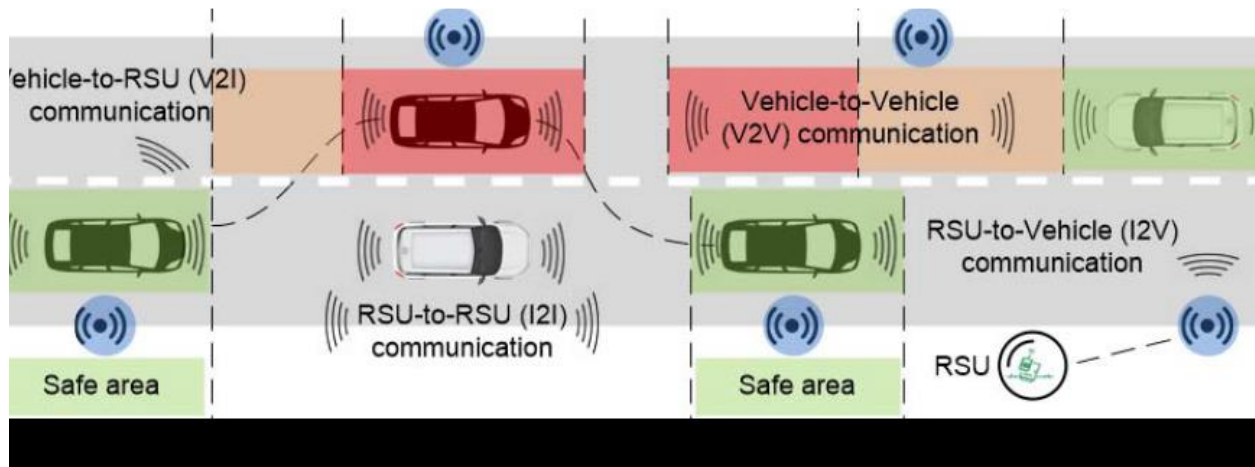 ehicle-to-RSU (V2I)
communication
Vehicle-to-Vehicle
(V2V) communication
RSU-to-Vehicle (I2V)
communication
RSU-to-RSU (I2I)
communication
RSU
Safe area
Safe area